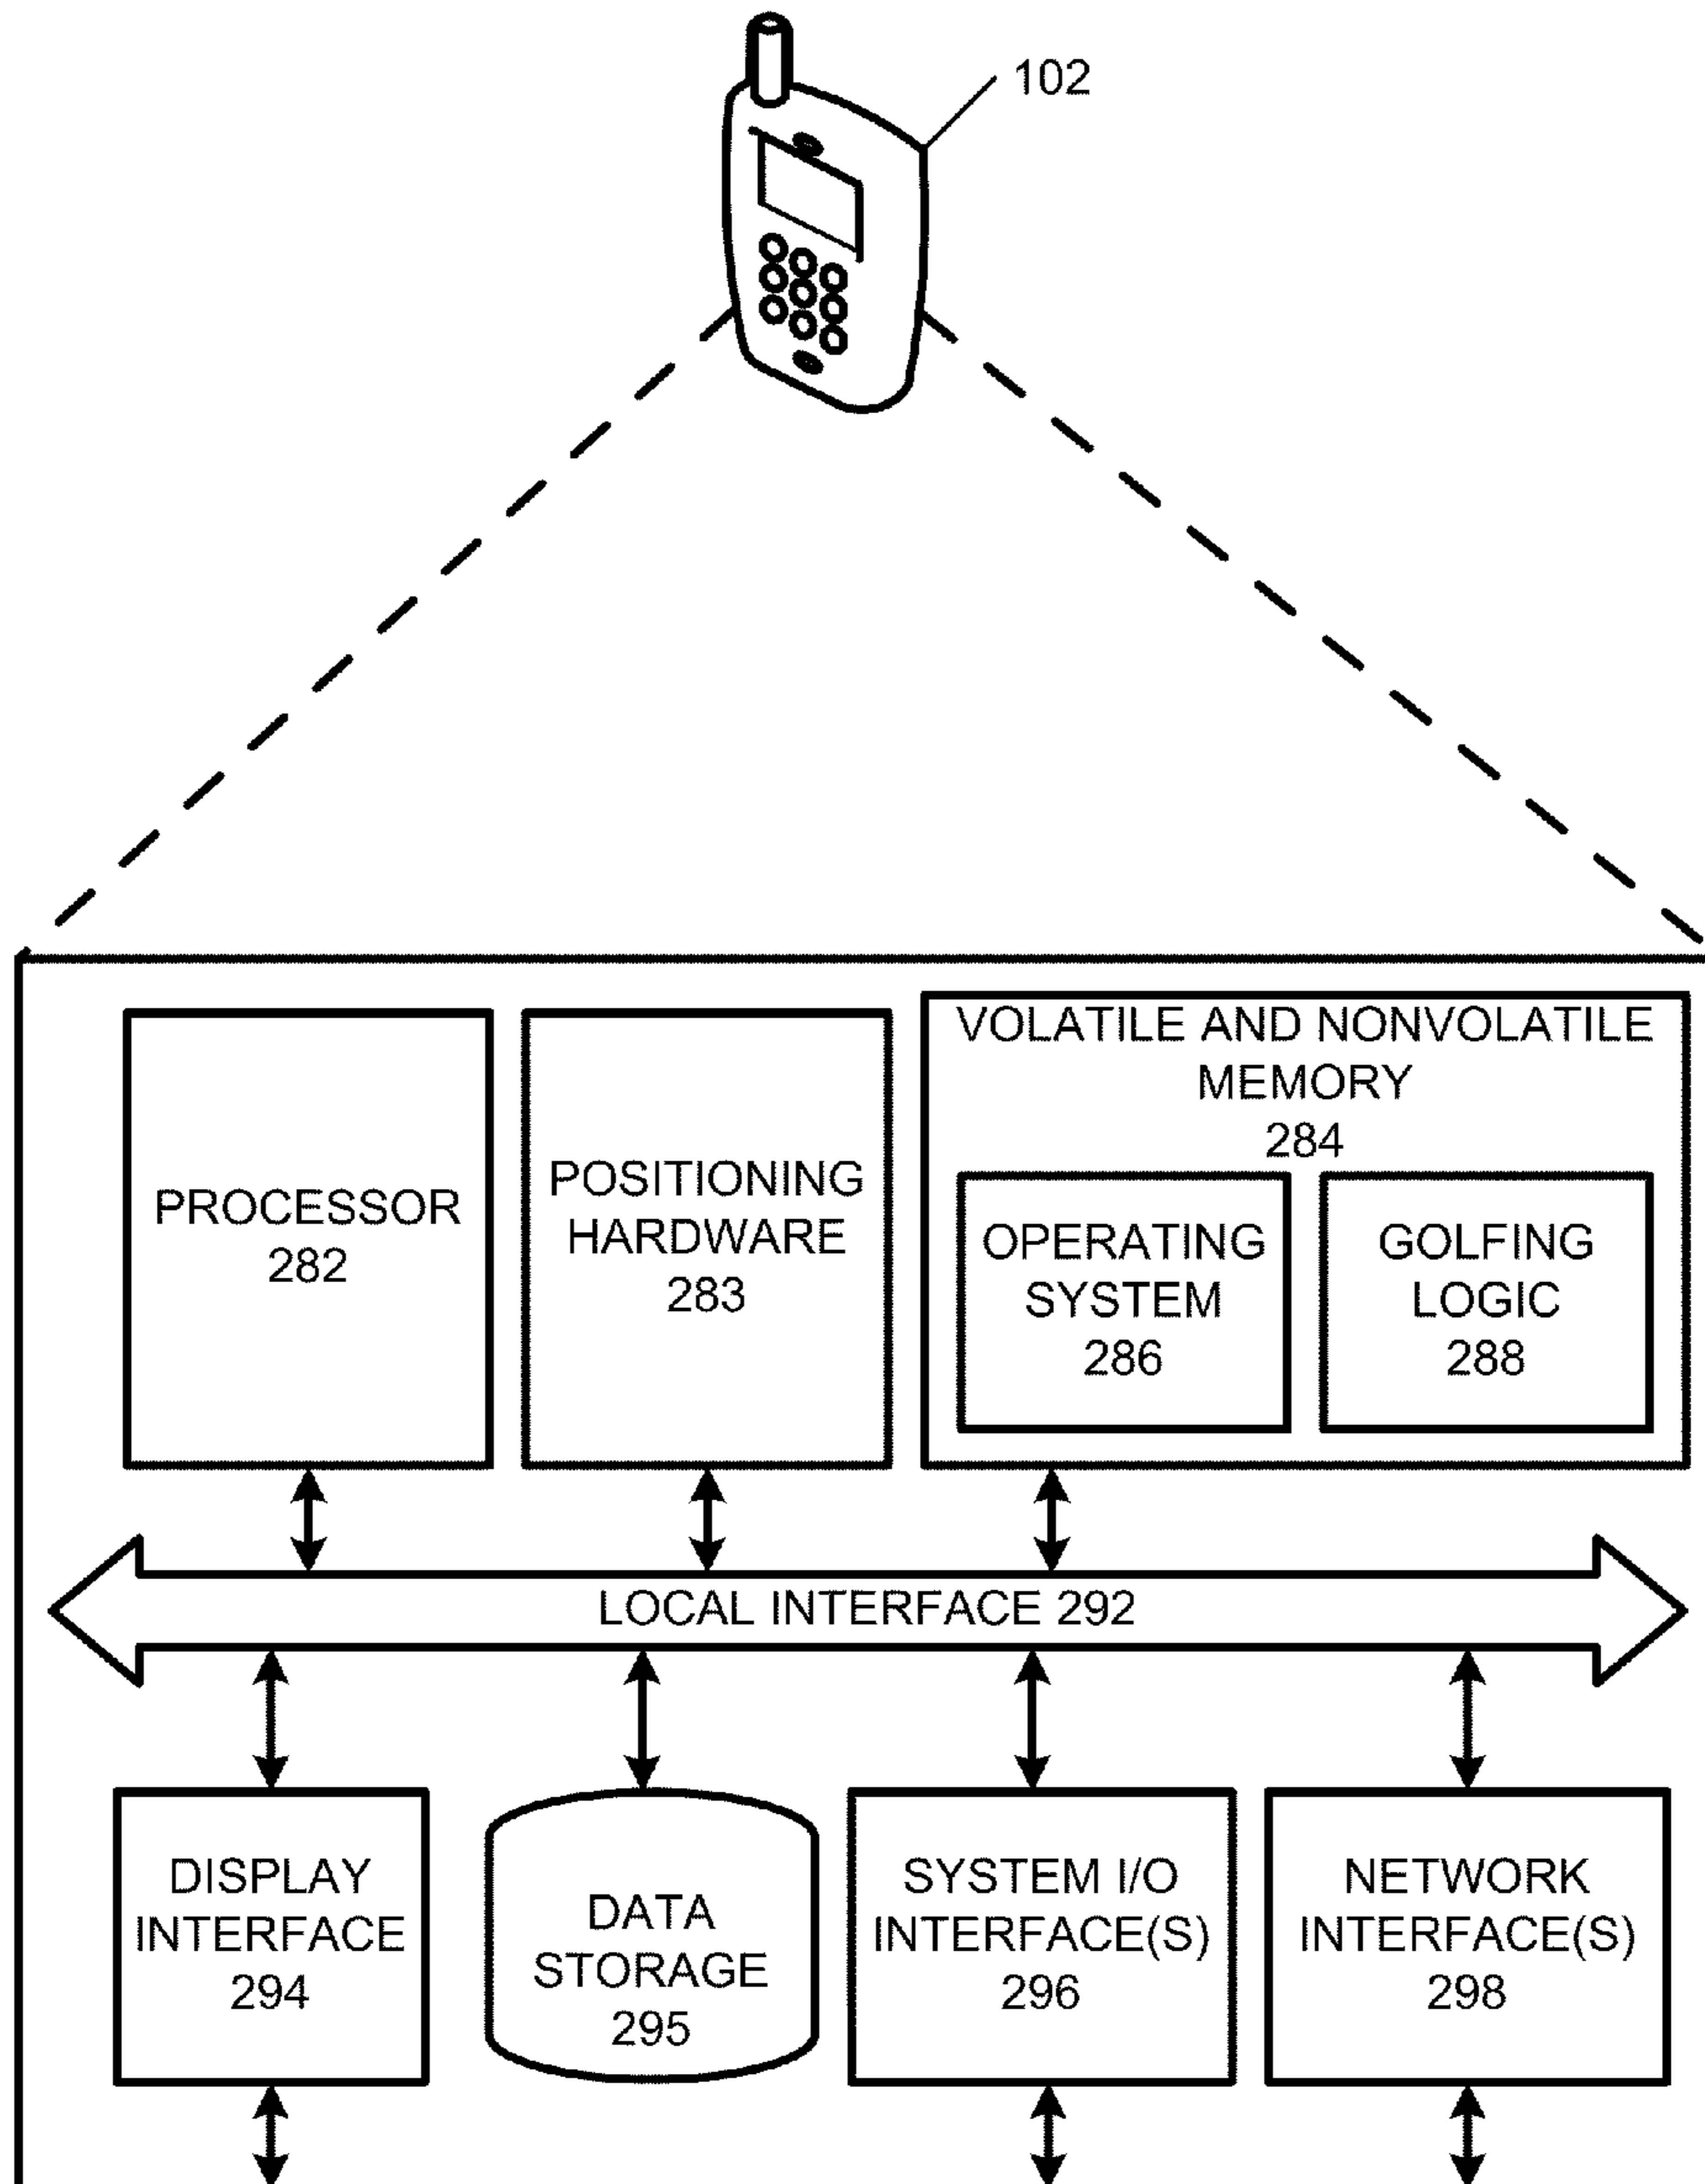 102
VOLATILE AND NONVOLATILE
MEMORY
284
PROCESSOR
282
POSITIONING
HARDWARE
283
OPERATING
SYSTEM
286
GOLFING
LOGIC
288
LOCAL INTERFACE 292
DISPLAY
INTERFACE
294
DATA
STORAGE
295
SYSTEM I/O
INTERFACE(S)
296
NETWORK
INTERFACE(S)
298